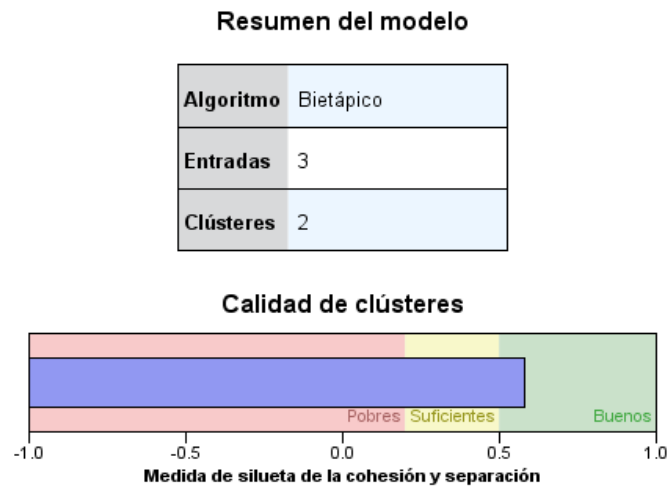 Resumen del modelo
Algoritmo Bietápico
Entradas 3
Clústeres 2
Calidad de clústeres
Pobres Suficientes Buenos
-1.0 -0.5 0.0 0.5 1.0
Medida de silueta de la cohesión y separación